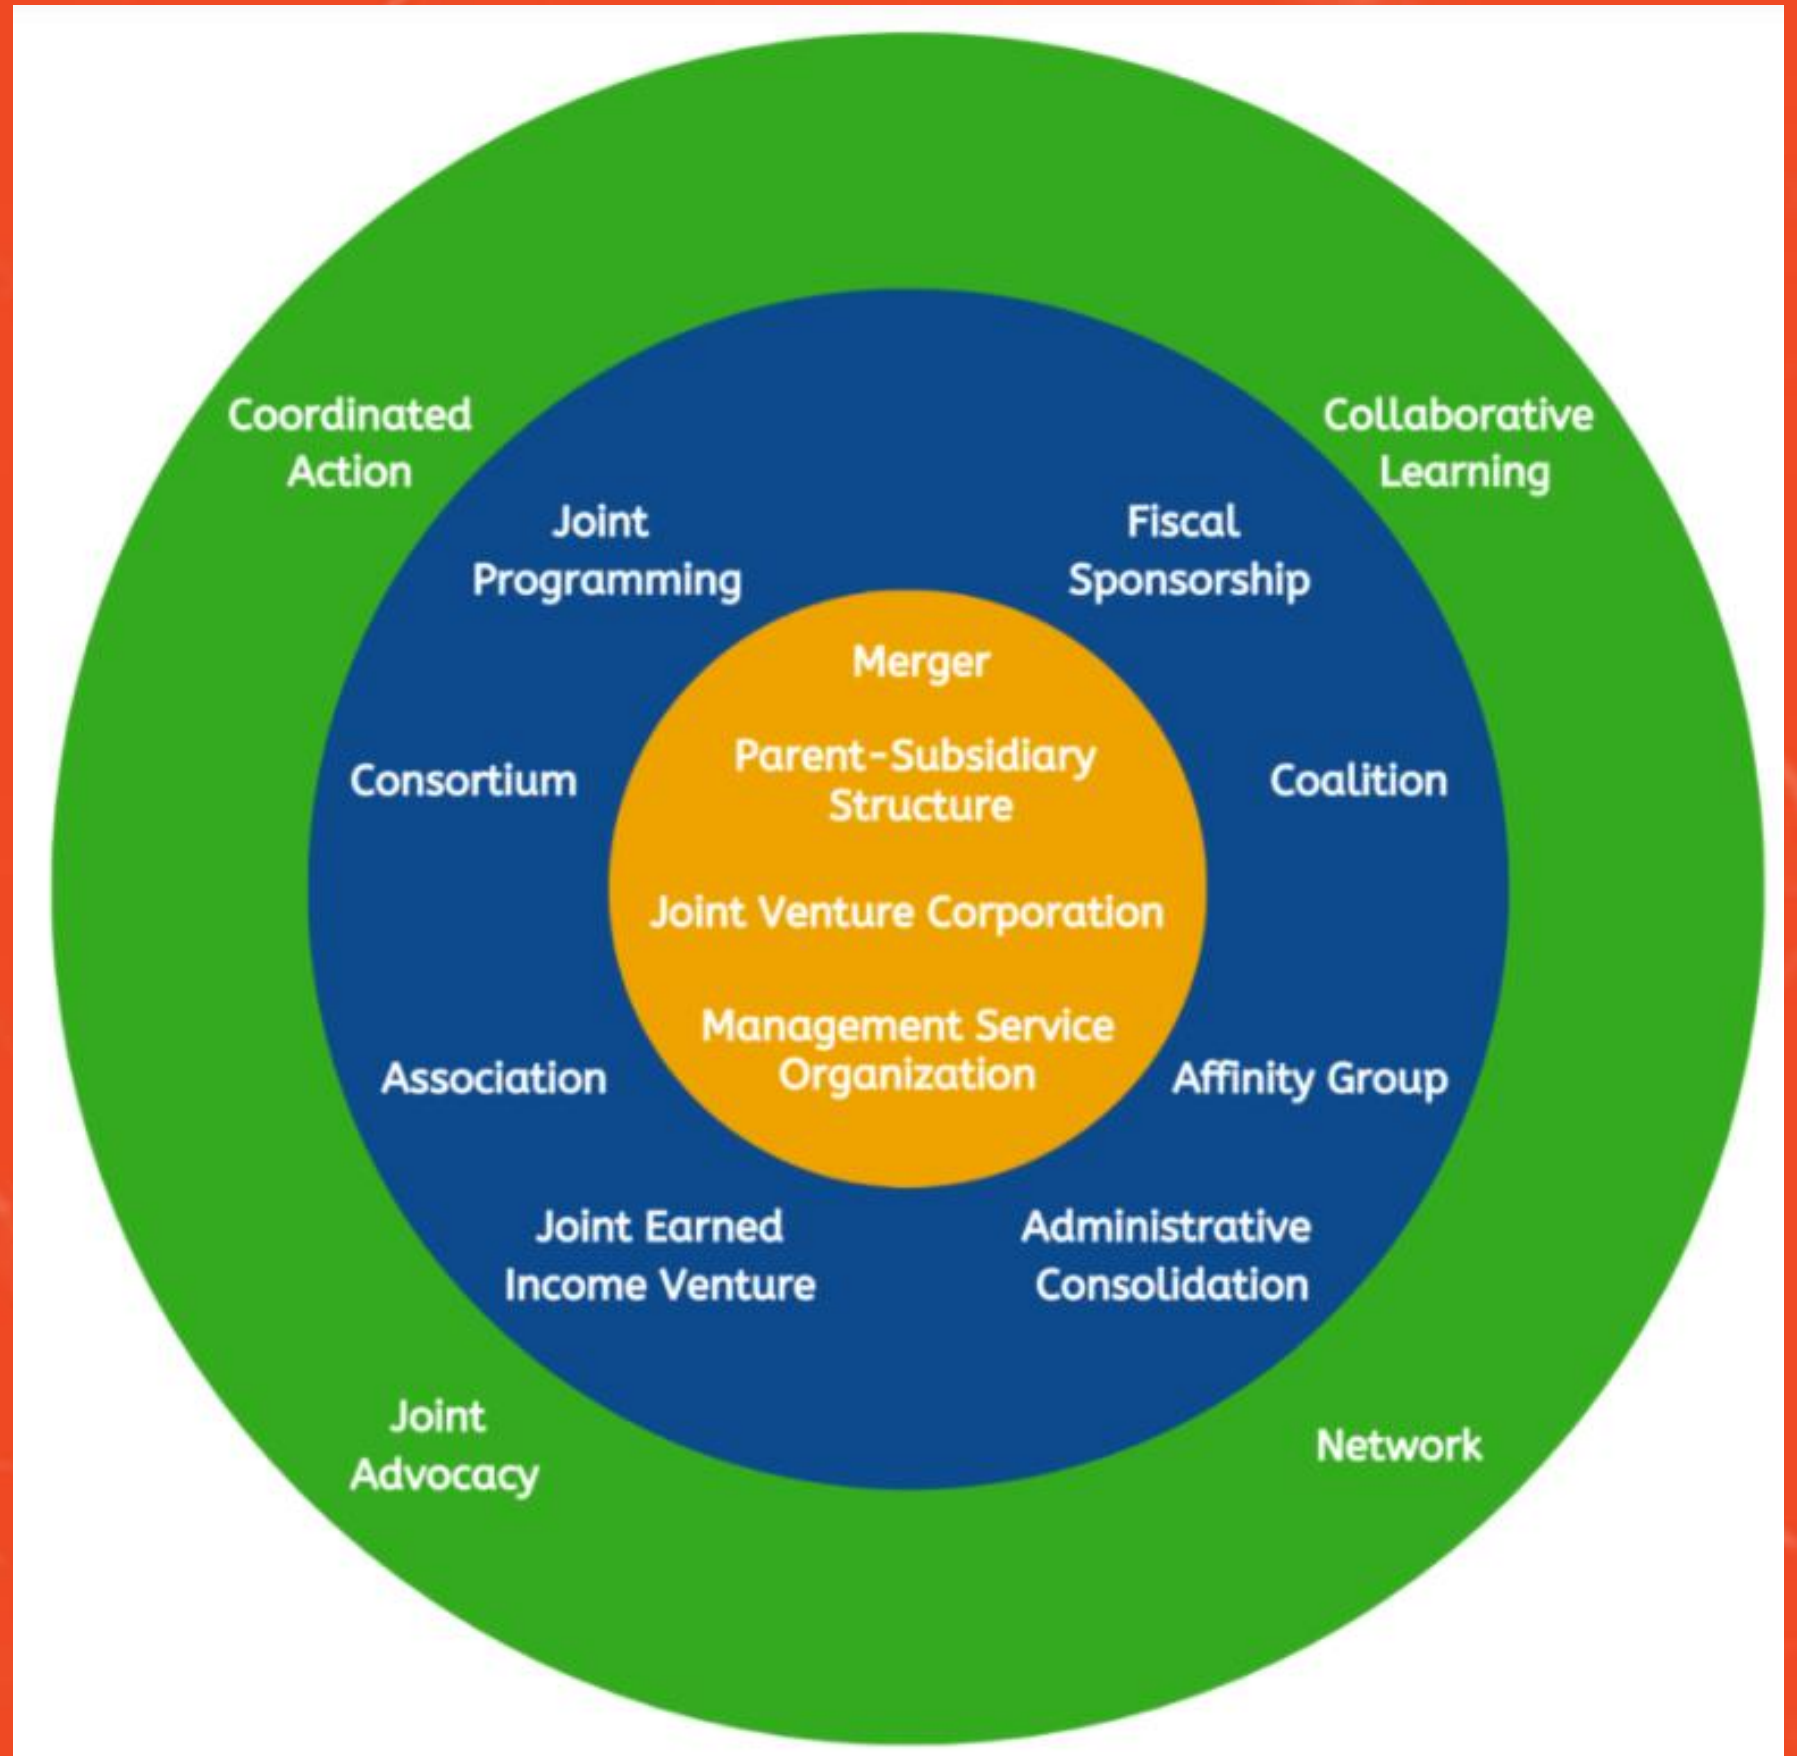 Coordinated
Action
Collaborative
Learning
Joint
Programming
Fiscal
Sponsorship
Merger
Parent-Subsidiary
Structure
Consortium
Coalition
Joint Venture Corporation
Management Service
Organization
Association
Affinity Group
Joint Earned
Income Venture
Administrative
Consolidation
Joint
Advocacy
Network